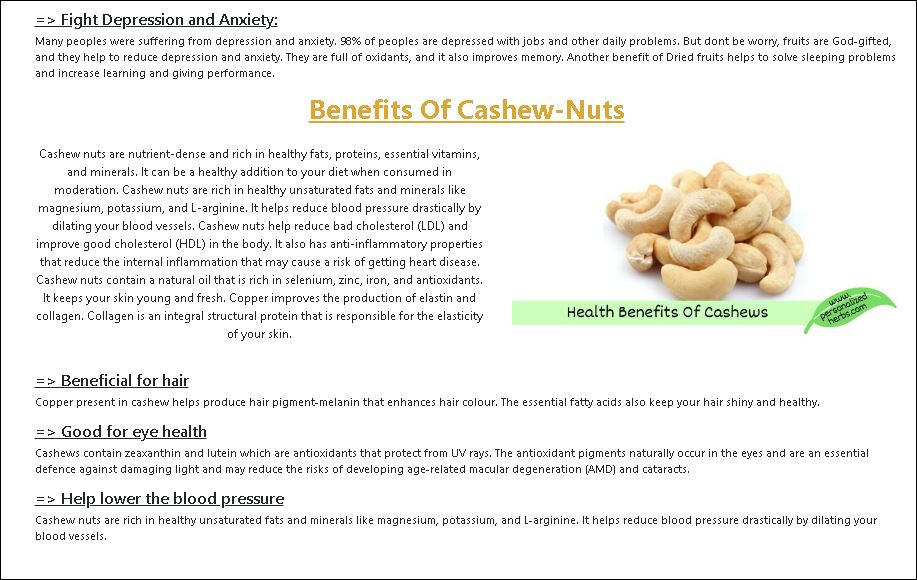 => Fight Depression and Anxiety:
Many peoples were suffering from depression and anxiety. 98% of peoples are depressed with jobs and other daily problems. But dont be worry, fruits are God-gifted,
and they help to reduce depression and anxiety. They are full of oxidants, and it also improves memory. Another benefit of Dried fruits helps to solve sleeping problems
and increase learning and giving performance.
Benefits Of Cashew-Nuts
Cashew nuts are nutrient-dense and rich in healthy fats, proteins, essential vitamins,
and minerals. It can be a healthy addition to your diet when consumed in
moderation. Cashew nuts are rich in healthy unsaturated fats and minerals like
magnesium, potassium, and L-arginine. It helps reduce blood pressure drastically by
dilating your blood vessels. Cashew nuts help reduce bad cholesterol (LDL) and
improve good cholesterol (HDL) in the body. It also has anti-inflammatory properties
that reduce the internal inflammation that may cause a risk of getting heart disease.
Cashew nuts contain a natural oil that is rich in selenium, zinc, iron, and antioxidants.
It keeps your skin young and fresh. Copper improves the production of elastin and
collagen. Collagen is an integral structural protein that is responsible for the elasticity
of your skin.
Health Benefits Of Cashews
www.
personalized
herbs.com
=> Beneficial for hair
Copper present in cashew helps produce hair pigment-melanin that enhances hair colour. The essential fatty acids also keep your hair shiny and healthy.
=> Good for eye health
Cashews contain zeaxanthin and lutein which are antioxidants that protect from UV rays. The antioxidant pigments naturally occur in the eyes and are an essential
defence against damaging light and may reduce the risks of developing age-related macular degeneration (AMD) and cataracts.
=> Help lower the blood pressure
Cashew nuts are rich in healthy unsaturated fats and minerals like magnesium, potassium, and L-arginine. It helps reduce blood pressure drastically by dilating your
blood vessels.